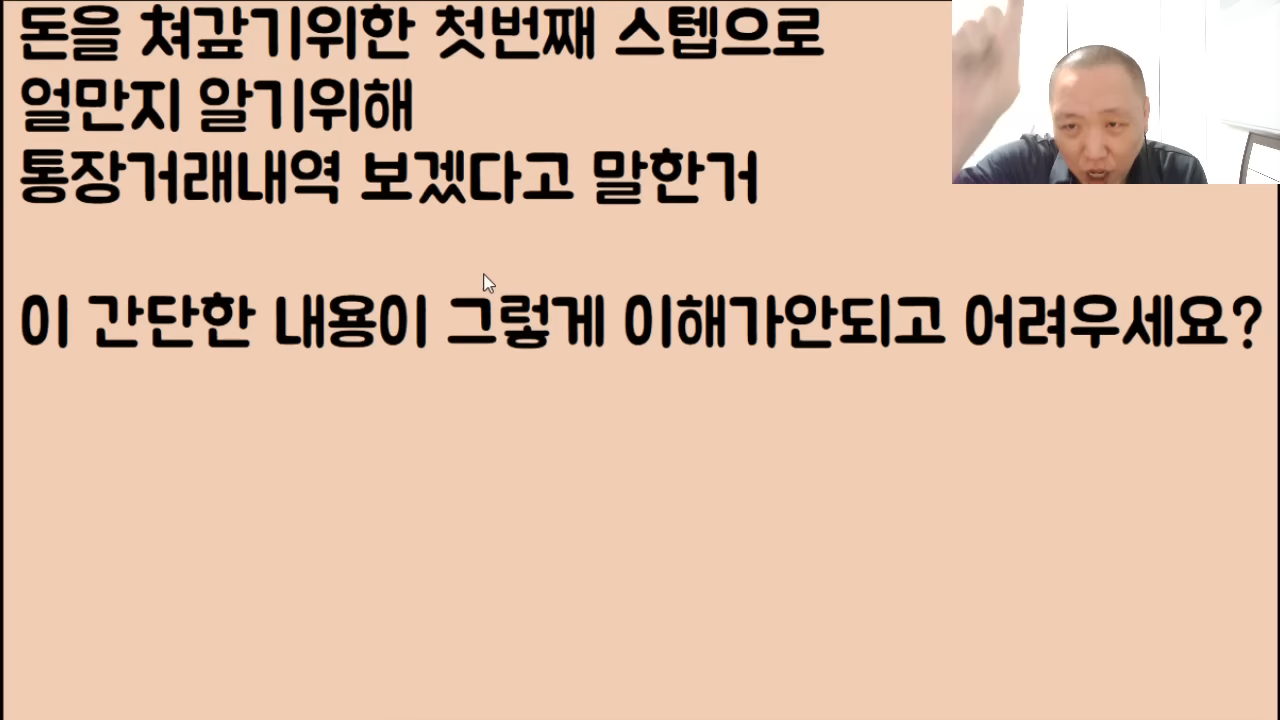 돈을 쳐갚기위한 첫번째 스텝으로
얼만지 알기위해
통장거래내역 보겠다고 말한거
이 간단한 내용이 그렇게 이해가안되고 어려우세요?